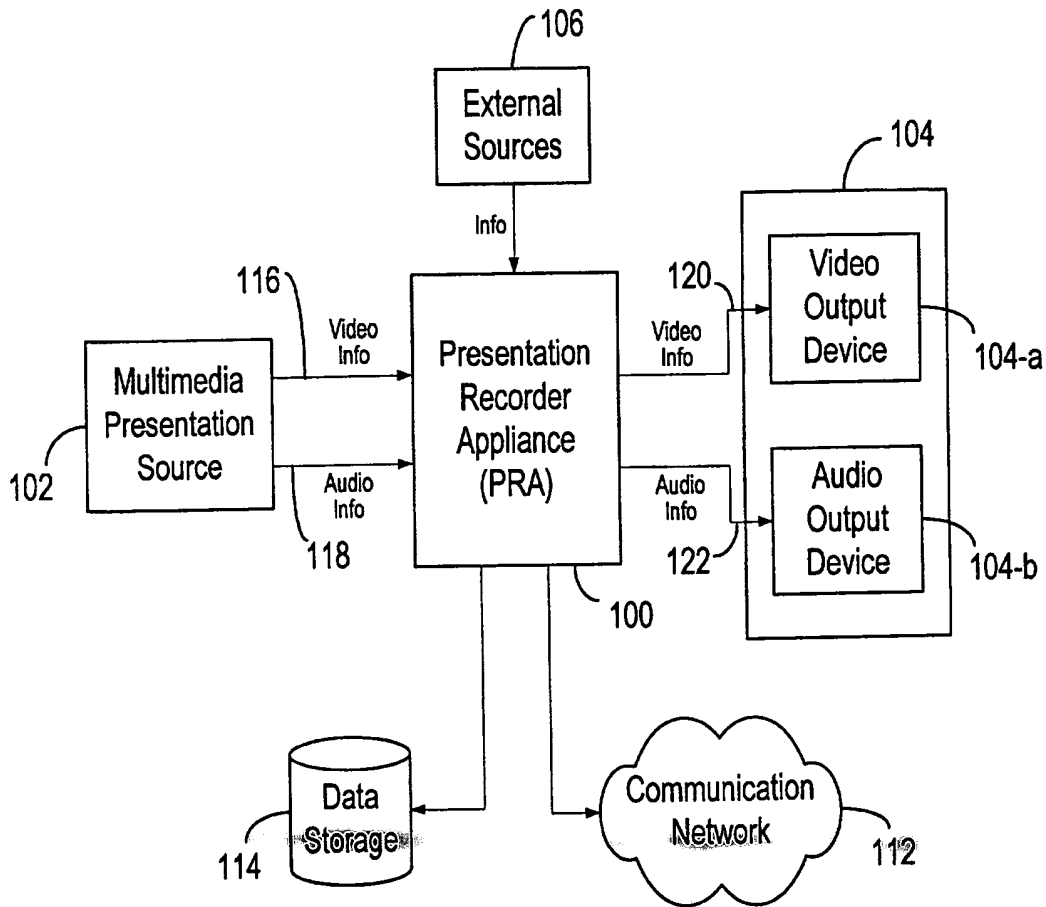 106
External
Sources
Info
104
116
Video
Info
120
Video
Info
Video
Output
Device
104-a
Multimedia
Presentation
Source
102
Presentation
Recorder
Appliance
(PRA)
Audio
Info
118
Audio
Info
122
Audio
Output
Device
104-b
100
Data
Storage
114
Communication
Network
112